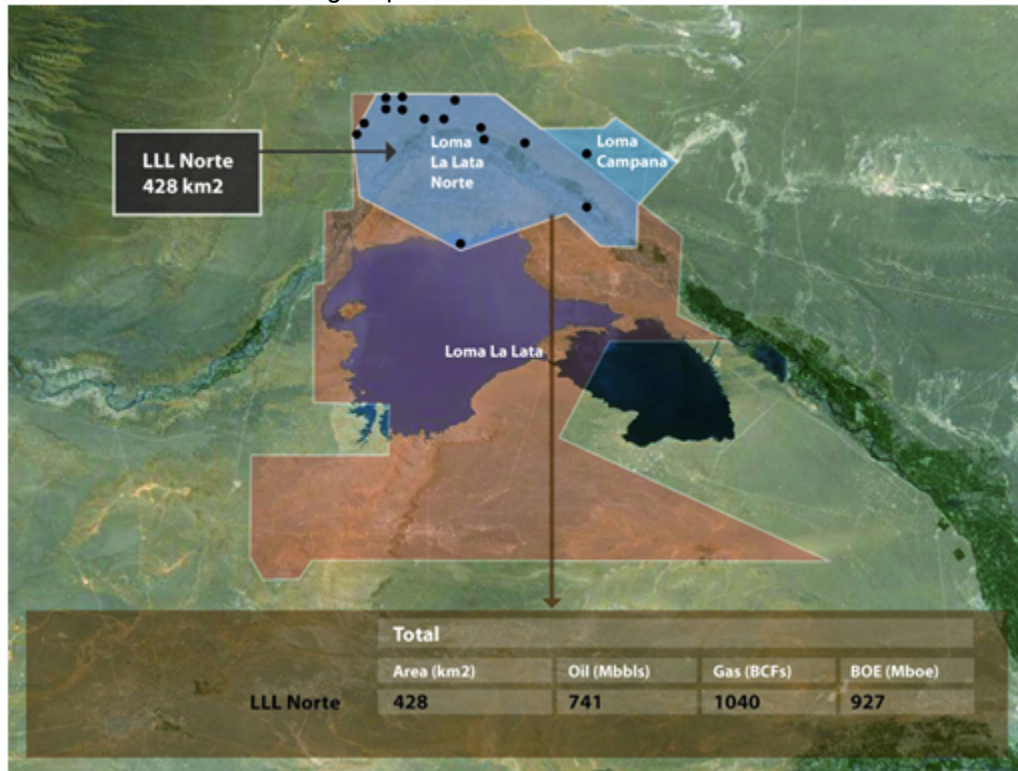 LLL Norte
428 km2
Loma
La Lata
Norte
Loma
Campana
Loma La Lata
Total
Area (km2) Oil (Mbbls) Gas (BCFs) BOE (Mboe)
LLL Norte 428 741 1040 927